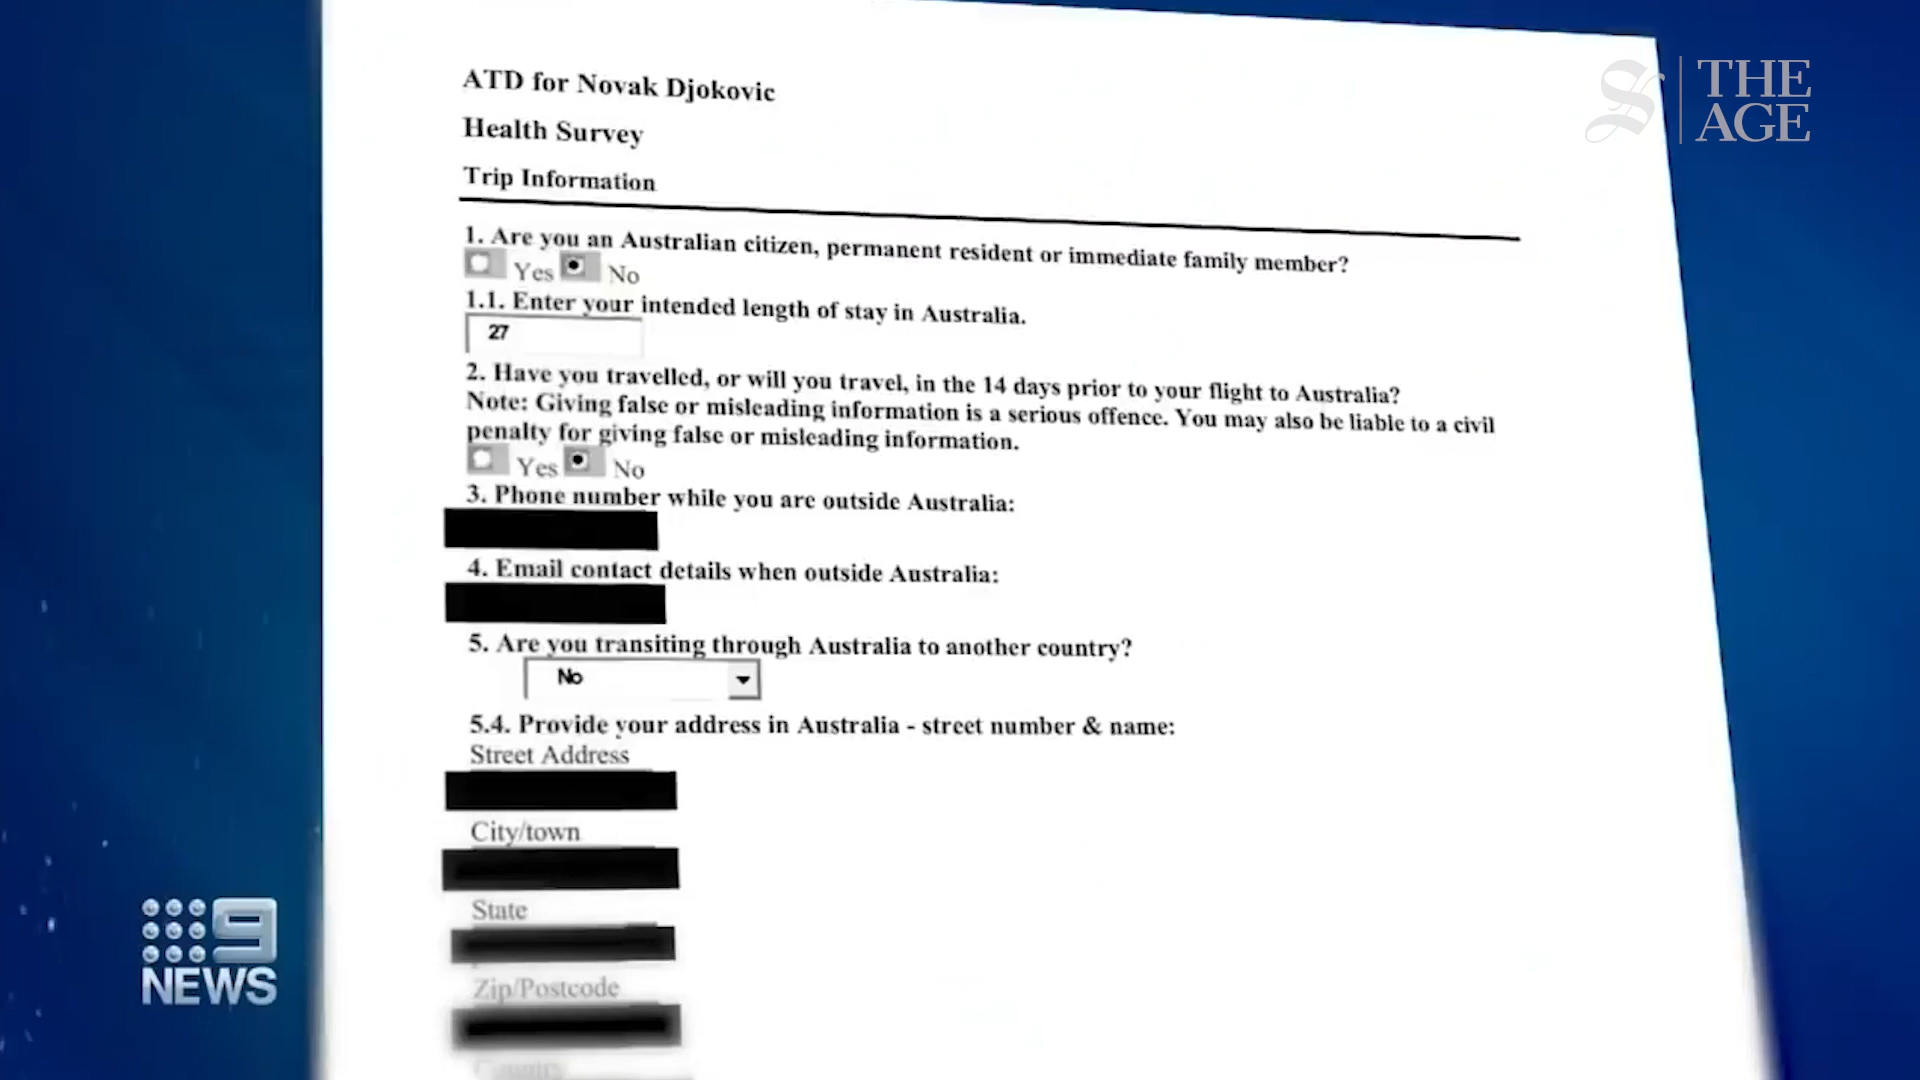 ATD for Novak Djokovic
THE
AGE
Health Survey
Trip Information
1. Are you an Australian citizen, permanent resident or immediate family member?
Yes No
1.1. Enter your intended length of stay in Australia.
27
2. Have you travelled, or will you travel, in the 14 days prior to your flight to Australia?
Note: Giving false or misleading information is a serious offence. You may also be liable to a civil
penalty for giving false or misleading information.
Yes No
3. Phone number while you are outside Australia:
4. Email contact details when outside Australia:
5. Are you transiting through Australia to another country?
No
5.4. Provide your address in Australia - street number & name:
Street Address
City/town
State
Zip/Postcode
Country
9
NEWS